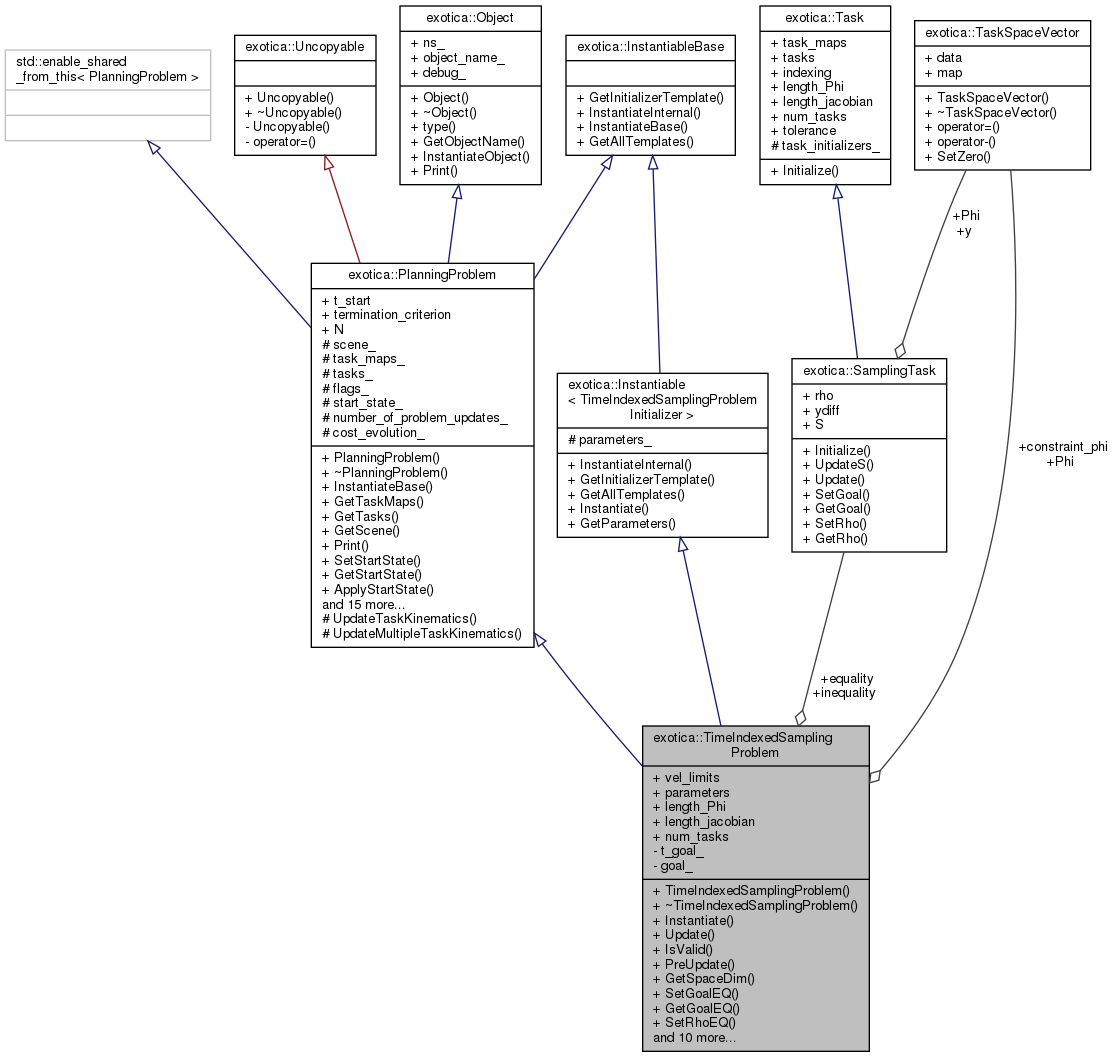 std::enable_shared
_from_this< PlanningProblem >
exotica::Uncopyable
+ Uncopyable()
+ ~Uncopyable()
- Uncopyable()
- operator=()
exotica::Object
+ ns_
+ object_name_
+ debug_
+ Object()
+ ~Object()
+ type()
+ GetObjectName()
+ InstantiateObject()
+ Print()
exotica::InstantiableBase
+ GetInitializerTemplate()
+ InstantiateInternal()
+ InstantiateBase()
+ GetAllTemplates()
exotica::Task
+ task_maps
+ tasks
+ indexing
+ length_Phi
+ length_jacobian
+ num_tasks
+ tolerance
# task_initializers_
+ Initialize()
exotica::TaskSpaceVector
+ data
+ map
+ TaskSpaceVector()
+ ~TaskSpaceVector()
+ operator=()
+ operator-()
+ SetZero()
+Phi
+y
exotica::PlanningProblem
+ t_start
+ termination_criterion
+ N
# scene_
# task_maps_
# tasks_
# flags_
# start_state_
# number_of_problem_updates_
# cost_evolution_
+ PlanningProblem()
+ ~PlanningProblem()
+ InstantiateBase()
+ GetTaskMaps()
+ GetTasks()
+ GetScene()
+ Print()
+ SetStartState()
+ GetStartState()
+ ApplyStartState()
and 15 more...
# UpdateTaskKinematics()
# UpdateMultipleTaskKinematics()
exotica::Instantiable
< TimeIndexedSamplingProblem
Initializer >
# parameters_
+ InstantiateInternal()
+ GetInitializerTemplate()
+ GetAllTemplates()
+ Instantiate()
+ GetParameters()
exotica::SamplingTask
+ rho
+ ydiff
+ S
+ Initialize()
+ UpdateS()
+ Update()
+ SetGoal()
+ GetGoal()
+ SetRho()
+ GetRho()
+constraint_phi
+Phi
+equality
+inequality
exotica::TimeIndexedSampling
Problem
+ vel_limits
+ parameters
+ length_Phi
+ length_jacobian
+ num_tasks
- t_goal_
- goal_
+ TimeIndexedSamplingProblem()
+ ~TimeIndexedSamplingProblem()
+ Instantiate()
+ Update()
+ IsValid()
+ PreUpdate()
+ GetSpaceDim()
+ SetGoalEQ()
+ GetGoalEQ()
+ SetRhoEQ()
and 10 more...